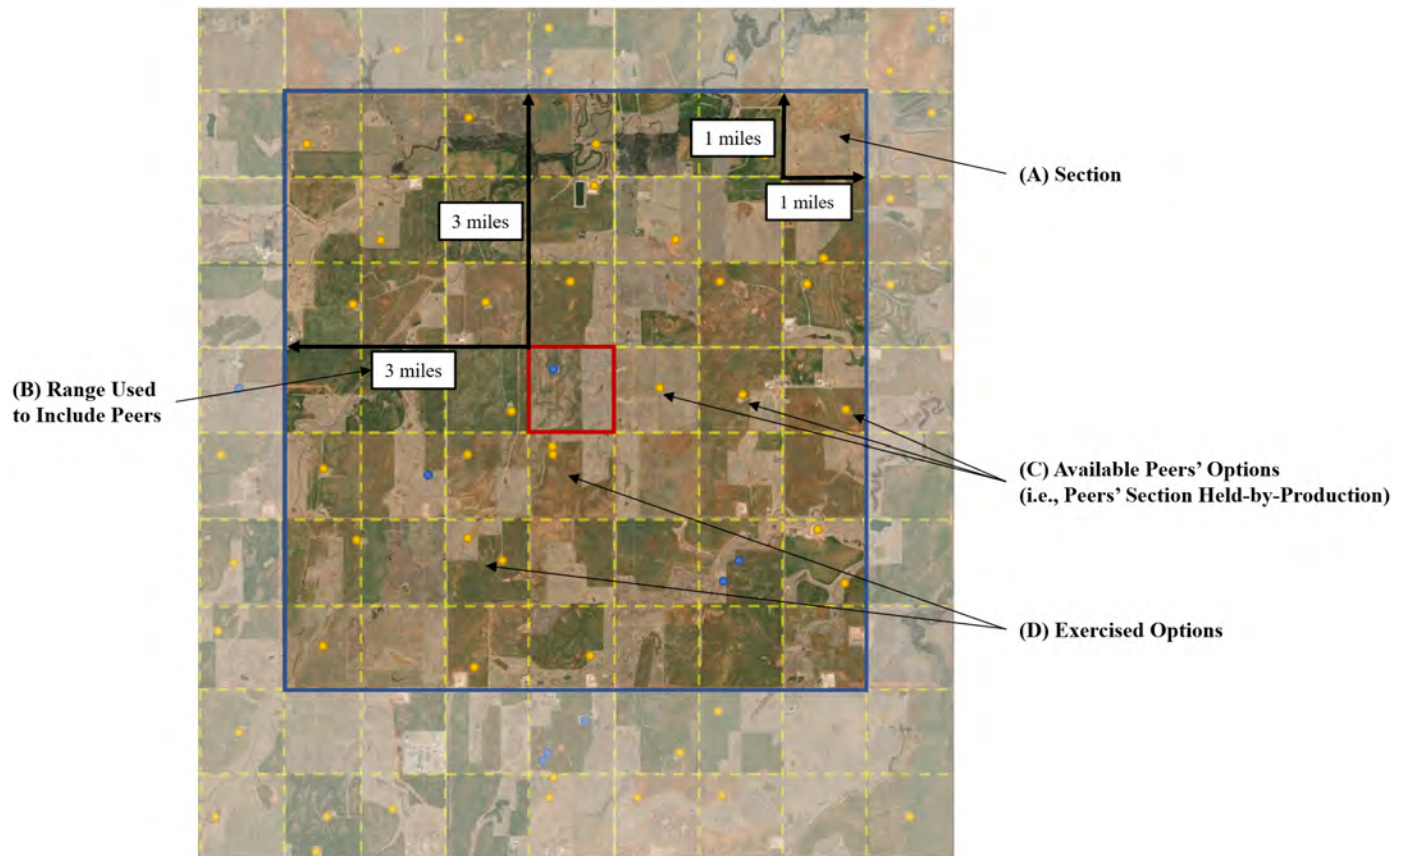 1 miles
(A) Section
1 miles
3 miles
3 miles
(B) Range Used
to Include Peers
(C) Available Peers’ Options
(i.e., Peers’ Section Held-by-Production)
(D) Exercised Options